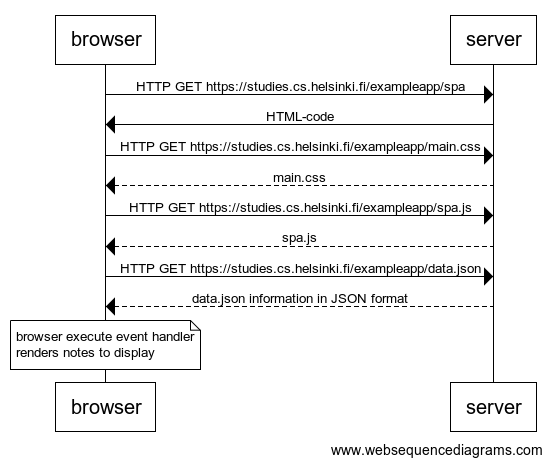 browser
server
HTTP GET https://studies.cs.helsinki.fi/exampleapp/spa
HTML-code
HTTP GET https://studies.cs.helsinki.fi/exampleapp/main.css
main.css
HTTP GET https://studies.cs.helsinki.fi/exampleapp/spa.js
spa.js
HTTP GET https://studies.cs.helsinki.fi/exampleapp/data.json
data.json information in JSON format
browser execute event handler
renders notes to display
browser
server
www.websequencediagrams.com